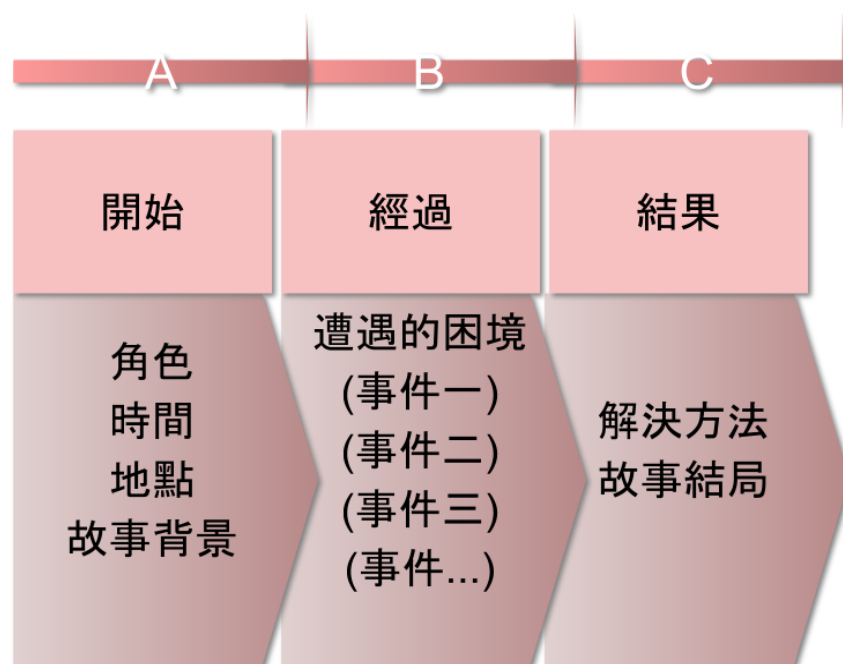 A
B
C
開始
經過
結果
角色
時間
地點
故事背景
遭遇的困境
(事件一)
(事件二)
(事件三)
(事件...)
解決方法
故事結局